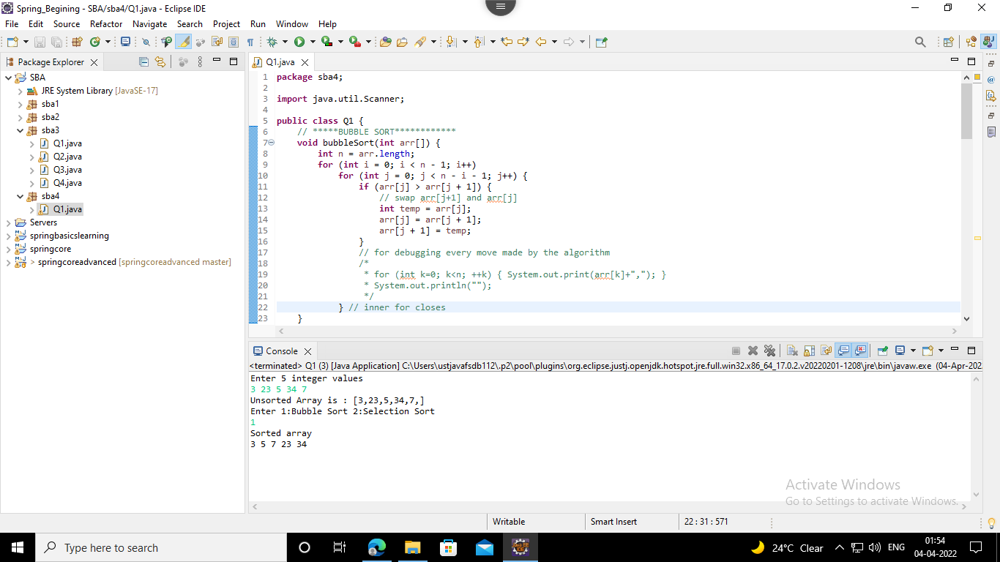 Spring_Begining - SBA/sba4/Q1.java - Eclipse IDE
File Edit Source Refactor Navigate Search Project Run Window Help
Package Explorer
SBA
JRE System Library [JavaSE-17]
sba1
sba2
sba3
Q1.java
Q2.java
Q3.java
Q4.java
sba4
Q1.java
Servers
springbasicslearning
springcore
> springcoreadvanced [springcoreadvanced master]
Q1.java
1 package sba4;
2
3 import java.util.Scanner;
4
5 public class Q1 {
6 // *****BUBBLE SORT************
7 void bubbleSort(int arr[]) {
8 int n = arr.length;
9 for (int i = 0; i < n - 1; i++)
10 for (int j = 0; j < n - i - 1; j++) {
11 if (arr[j] > arr[j + 1]) {
12 // swap arr[j+1] and arr[j]
13 int temp = arr[j];
14 arr[j] = arr[j + 1];
15 arr[j + 1] = temp;
16 }
17 // for debugging every move made by the algorithm
18 /*
19 * for (int k=0; k<n; ++k) { System.out.print(arr[k]+","); }
20 * System.out.println("");
21 */
22 } // inner for closes
23 }
Console
<terminated> Q1 (3) [Java Application] C:\Users\ustjavafsdb112\.p2\pool\plugins\org.eclipse.justj.openjdk.hotspot.jre.full.win32.x86_64_17.0.2.v20220201-1208\jre\bin\javaw.exe (04-Apr-202
Enter 5 integer values
3 23 5 34 7
Unsorted Array is : [3,23,5,34,7,]
Enter 1:Bubble Sort 2:Selection Sort
1
Sorted array
3 5 7 23 34
Activate Windows
Go to Settings to activate Windows.
Writable Smart Insert 22 : 31 : 571
Type here to search
24°C Clear
ENG
01:54
04-04-2022